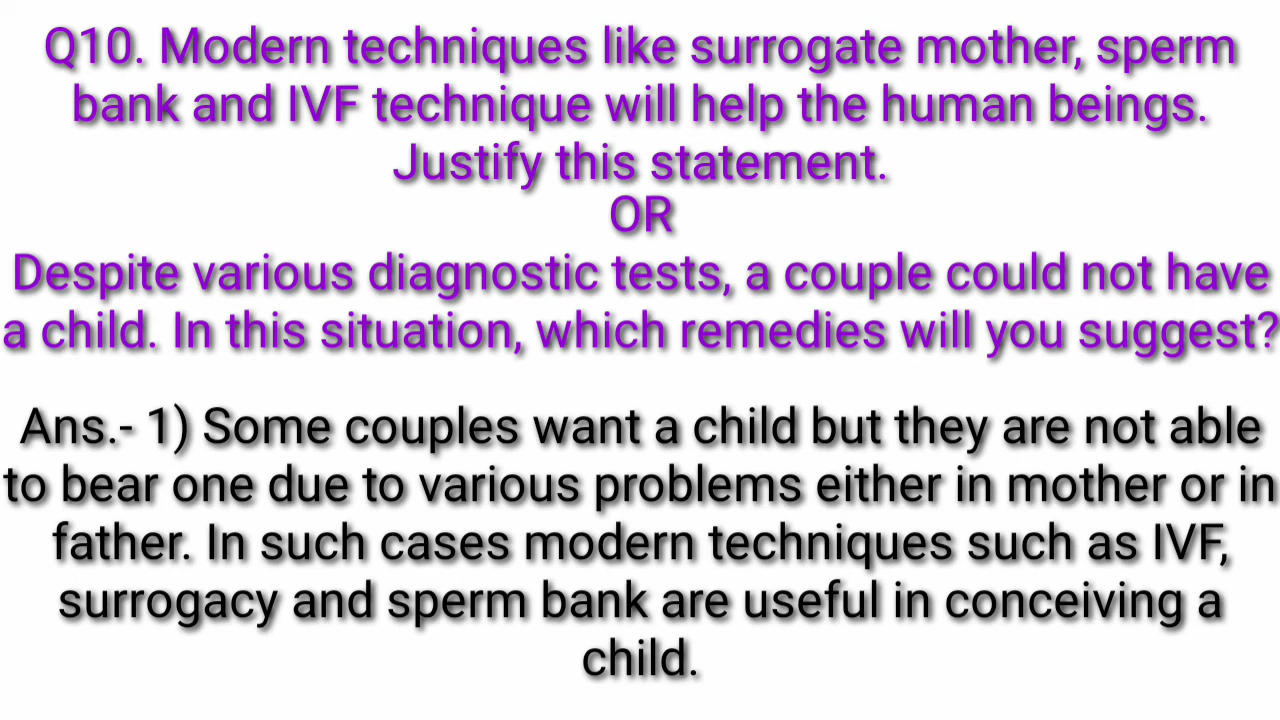 Q10. Modern techniques like surrogate mother, sperm
bank and IVF technique will help the human beings.
Justify this statement.
OR
Despite various diagnostic tests, a couple could not have
a child. In this situation, which remedies will you suggest?
Ans.- 1) Some couples want a child but they are not able
to bear one due to various problems either in mother or in
father. In such cases modern techniques such as IVF,
surrogacy and sperm bank are useful in conceiving a
child.